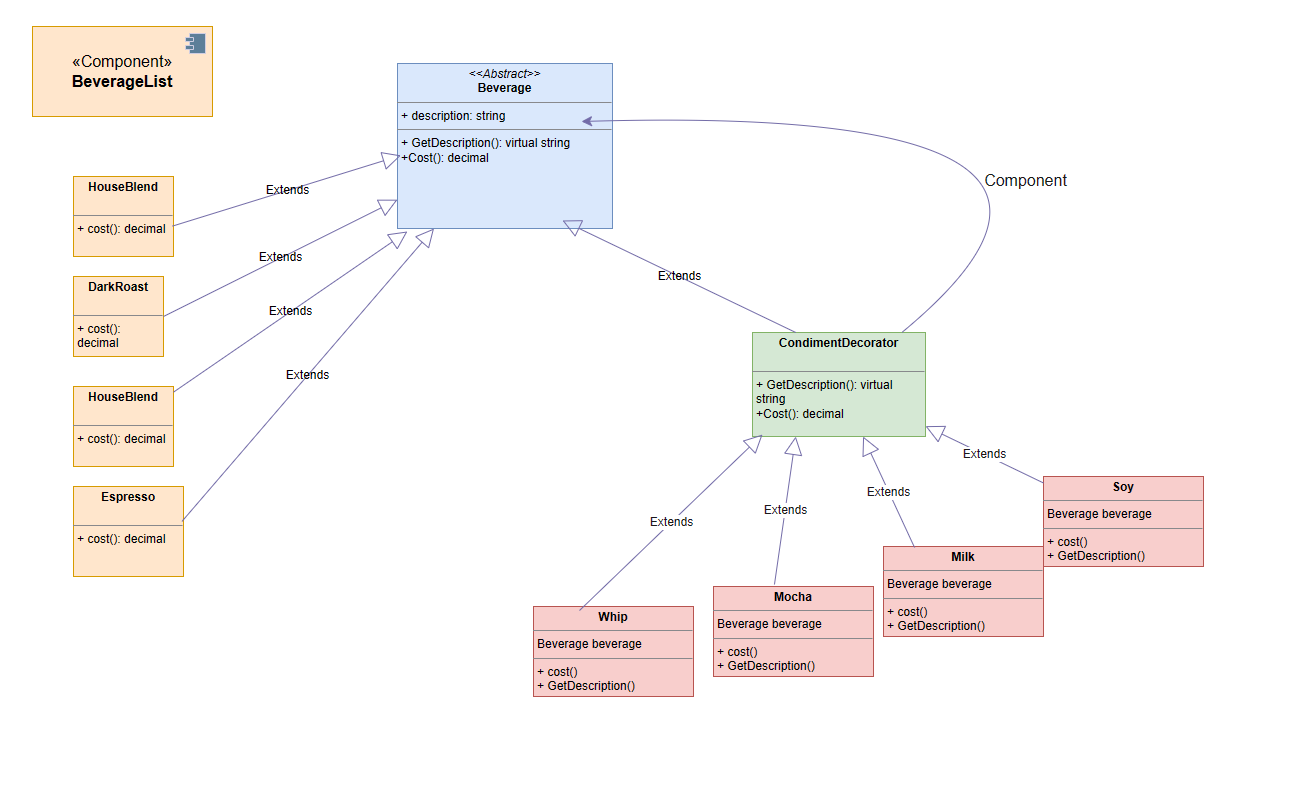 «Component»
BeverageList
<<Abstract>>
Beverage
+ description: string
+ GetDescription(): virtual string
+Cost(): decimal
Component
HouseBlend
+ cost(): decimal
Extends
DarkRoast
+ cost():
decimal
Extends
HouseBlend
+ cost(): decimal
Extends
Espresso
+ cost(): decimal
Extends
Extends
CondimentDecorator
+ GetDescription(): virtual
string
+Cost(): decimal
Extends
Extends
Extends
Extends
Soy
Beverage beverage
+ cost()
+ GetDescription()
Milk
Beverage beverage
+ cost()
+ GetDescription()
Mocha
Beverage beverage
+ cost()
+ GetDescription()
Whip
Beverage beverage
+ cost()
+ GetDescription()